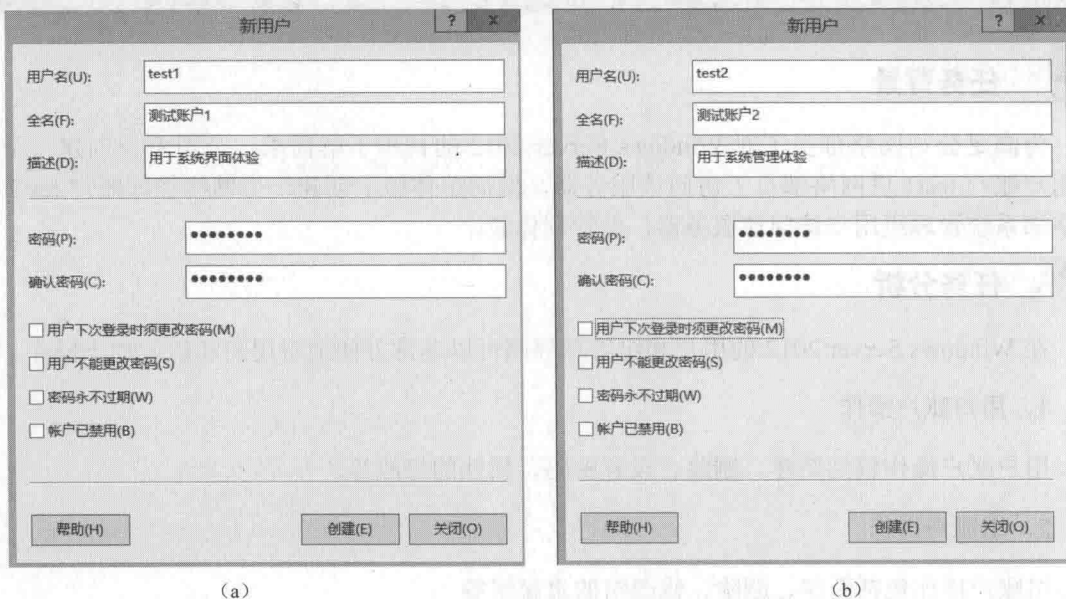 新用户
? x
用户名(U): test1
全名(F): 测试账户1
描述(D): 用于系统界面体验
密码(P): ●●●●●●●●
确认密码(C): ●●●●●●●●
用户下次登录时须更改密码(M)
用户不能更改密码(S)
密码永不过期(W)
帐户已禁用(B)
帮助(H) 创建(E) 关闭(O)
(a)
新用户
? x
用户名(U): test2
全名(F): 测试账户2
描述(D): 用于系统管理体验
密码(P): ●●●●●●●●
确认密码(C): ●●●●●●●●
用户下次登录时须更改密码(M)
用户不能更改密码(S)
密码永不过期(W)
帐户已禁用(B)
帮助(H) 创建(E) 关闭(O)
(b)